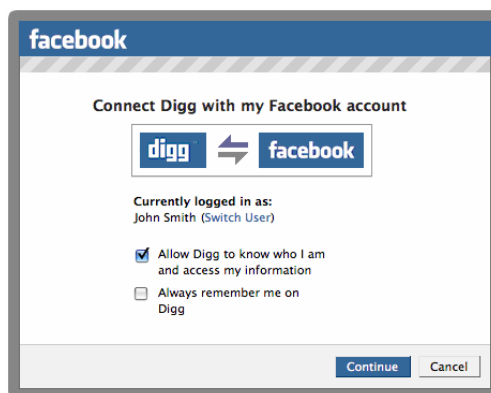 facebook
Connect Digg with my Facebook account
digg facebook
Currently logged in as:
John Smith (Switch User)
Allow Digg to know who I am
and access my information
Always remember me on
Digg
Continue Cancel